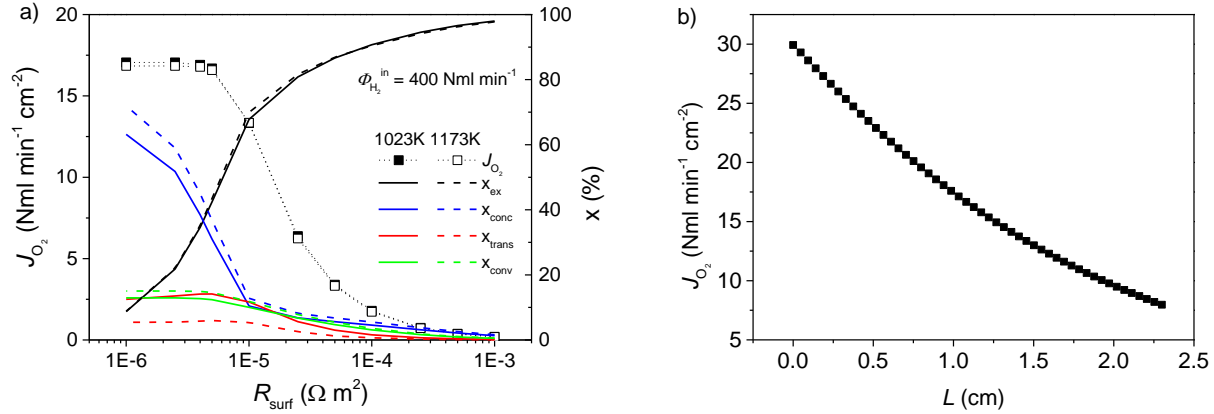 a)
20
15
10
5
0
J_O₂ (Nml min⁻¹ cm⁻²)
100
80
60
40
20
0
x (%)
Φ_H₂^in = 400 Nml min⁻¹
1023K 1173K
J_O₂
x_ex
x_conc
x_trans
x_conv
1E-6 1E-5 1E-4 1E-3
R_surf (Ω m²)
b)
30
25
20
15
10
5
J_O₂ (Nml min⁻¹ cm⁻²)
0.0 0.5 1.0 1.5 2.0 2.5
L (cm)